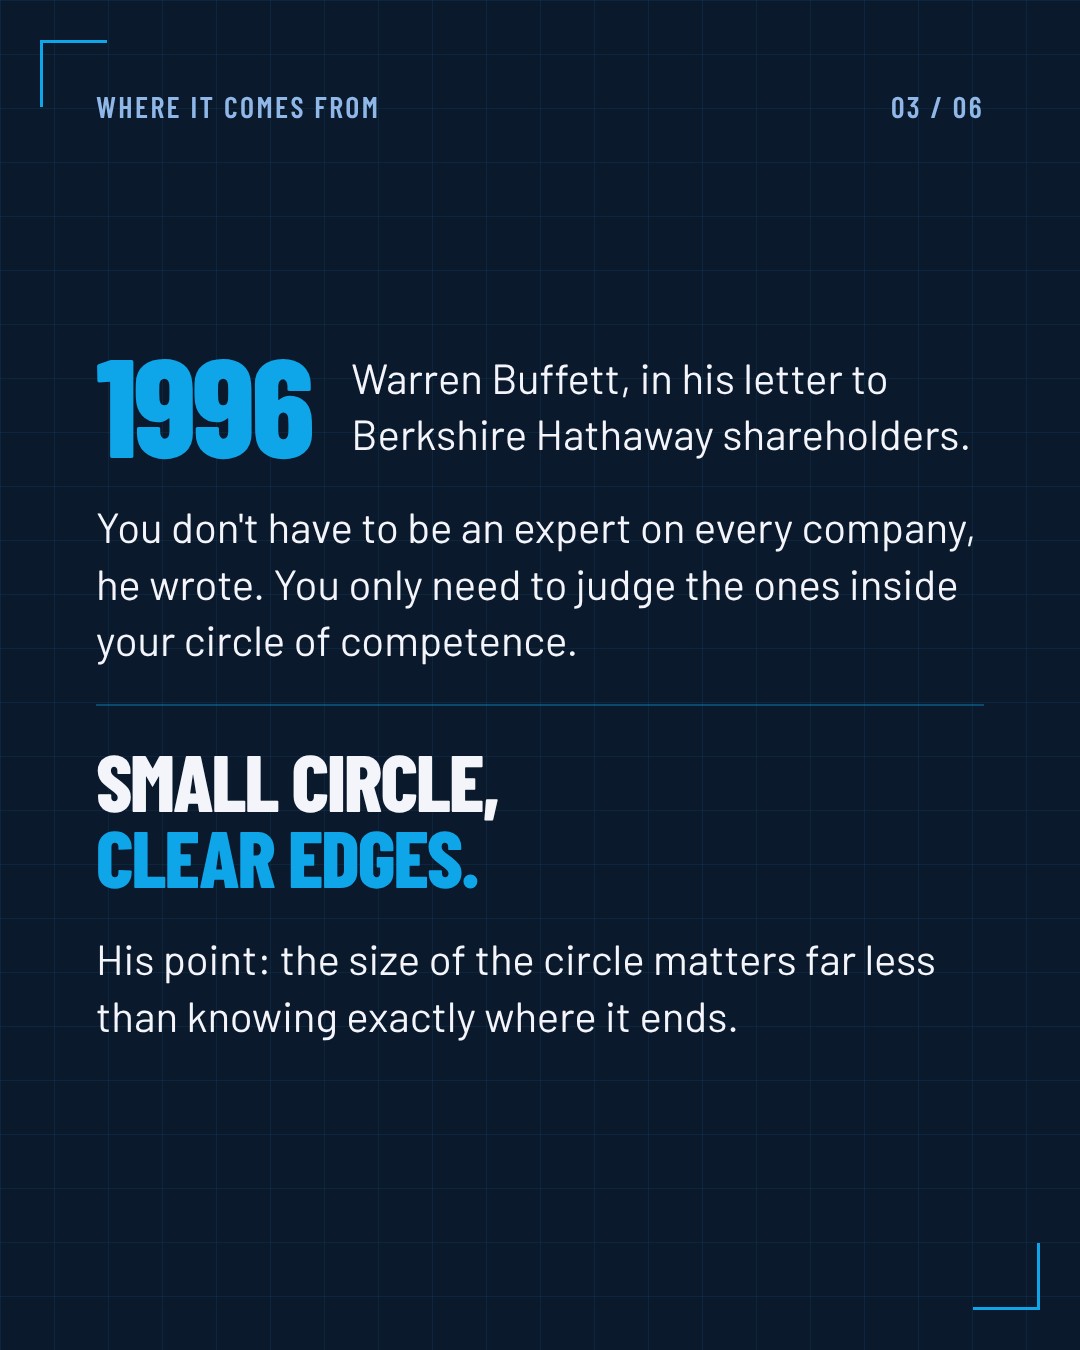 WHERE IT COMES FROM
03 / 06
1996
Warren Buffett, in his letter to
Berkshire Hathaway shareholders.
You don't have to be an expert on every company,
he wrote. You only need to judge the ones inside
your circle of competence.
SMALL CIRCLE,
CLEAR EDGES.
His point: the size of the circle matters far less
than knowing exactly where it ends.